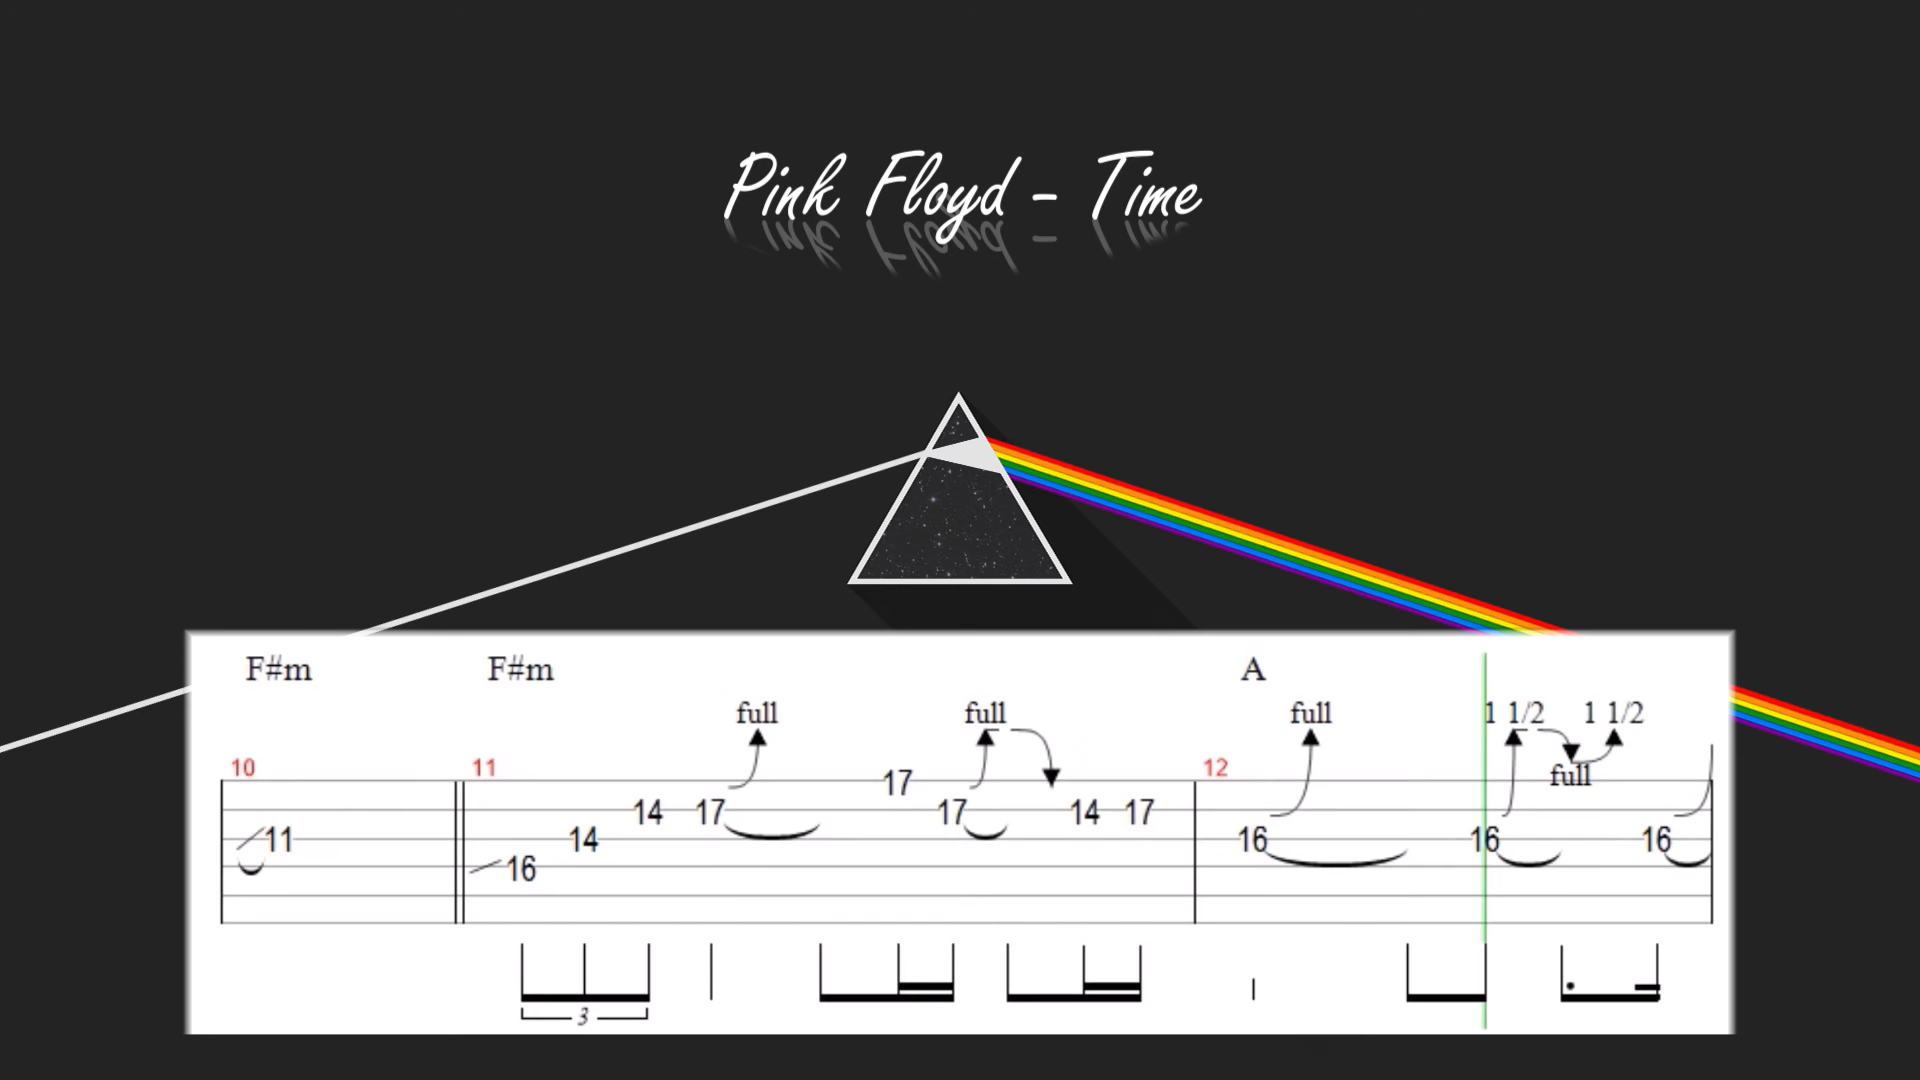 Pink Floyd - Time
F#m F#m A
full full full 1 1/2 1 1/2
10 11 12 full
17
14 17 17 14 17
11 14 16 16 16
16
3